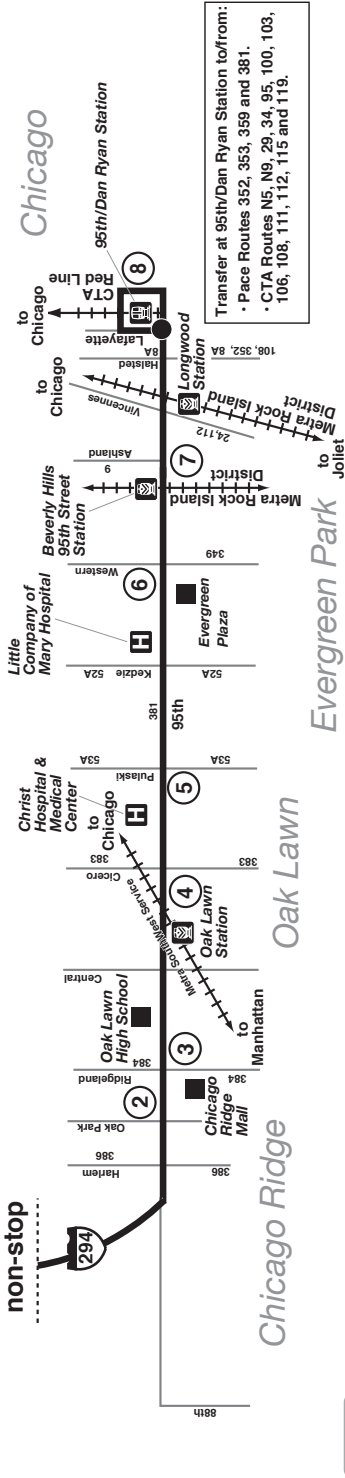 non-stop
294
88th
Harlem
386
386
Oak Park
2
Ridgeland
384
384
3
Chicago
Ridge
Mall
Chicago Ridge
Oak Lawn
High School
Central
Metra SouthWest Service
to
Manhattan
Oak Lawn
Station
4
Cicero
383
383
to
Chicago
Christ
Hospital &
Medical
Center
H
Oak Lawn
Pulaski
53A
53A
5
381
95th
Kedzie
52A
52A
Little
Company of
Mary Hospital
H
Evergreen
Plaza
6
Western
349
Evergreen Park
Beverly Hills
95th Street
Station
Metra Rock Island
District
7
Ashland
9
Vincennes
24,112
to
Chicago
Longwood
Station
Metra Rock Island
District
to
Joliet
Halsted
8A
108, 352, 8A
Lafayette
CTA
Red Line
to
Chicago
8
95th/Dan Ryan Station
Chicago
Transfer at 95th/Dan Ryan Station to/from:
• Pace Routes 352, 353, 359 and 381.
• CTA Routes N5, N9, 29, 34, 95, 100, 103,
106, 108, 111, 112, 115 and 119.